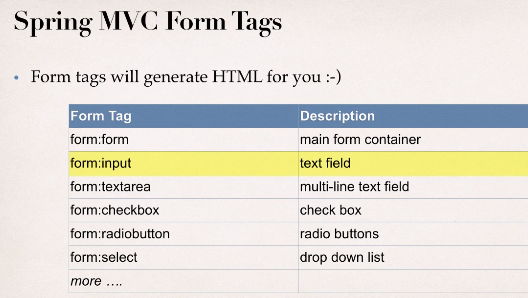 Spring MVC Form Tags
• Form tags will generate HTML for you :-)
Form Tag Description
form:form main form container
form:input text field
form:textarea multi-line text field
form:checkbox check box
form:radiobutton radio buttons
form:select drop down list
more ....